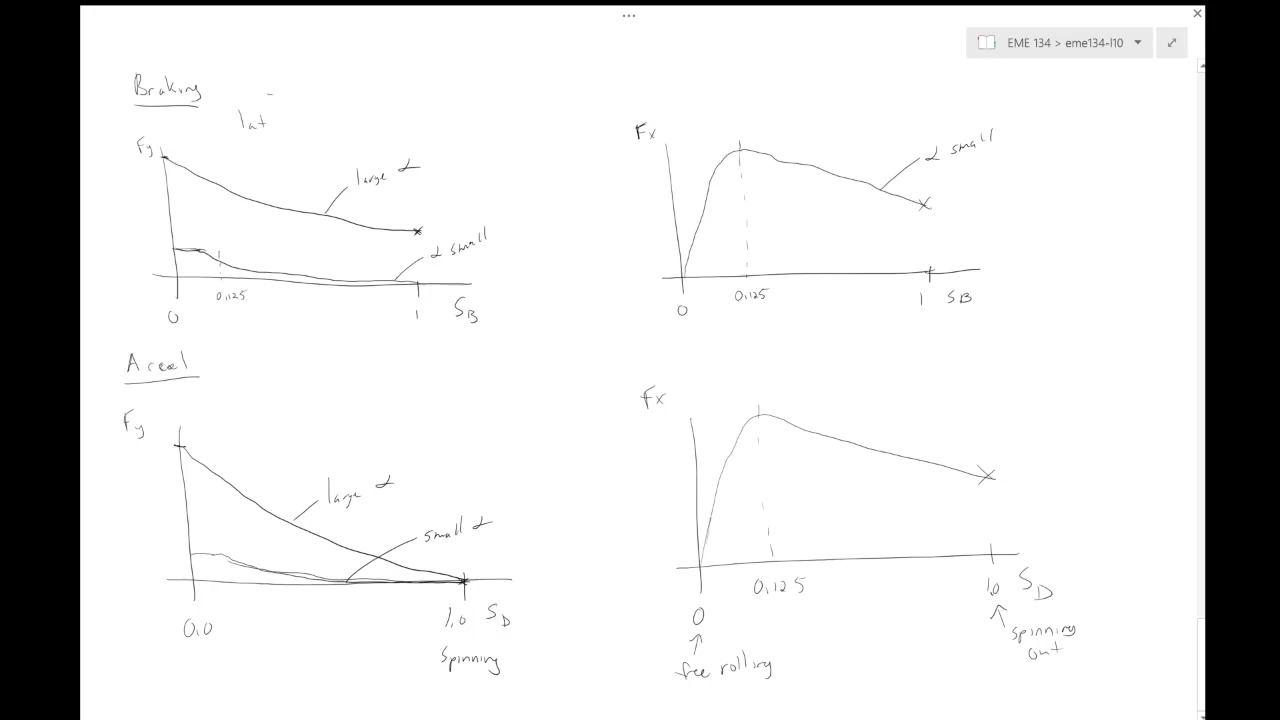 EME 134 > eme134-l10
Braking
lat
Fy
large α
α small
0.125
0
1
SB
Fx
α small
0.125
0
1
SB
Accel
Fy
large α
small α
0.0
1.0
SD
spinning
Fx
0.125
0
1.0
SD
free rolling
spinning
out